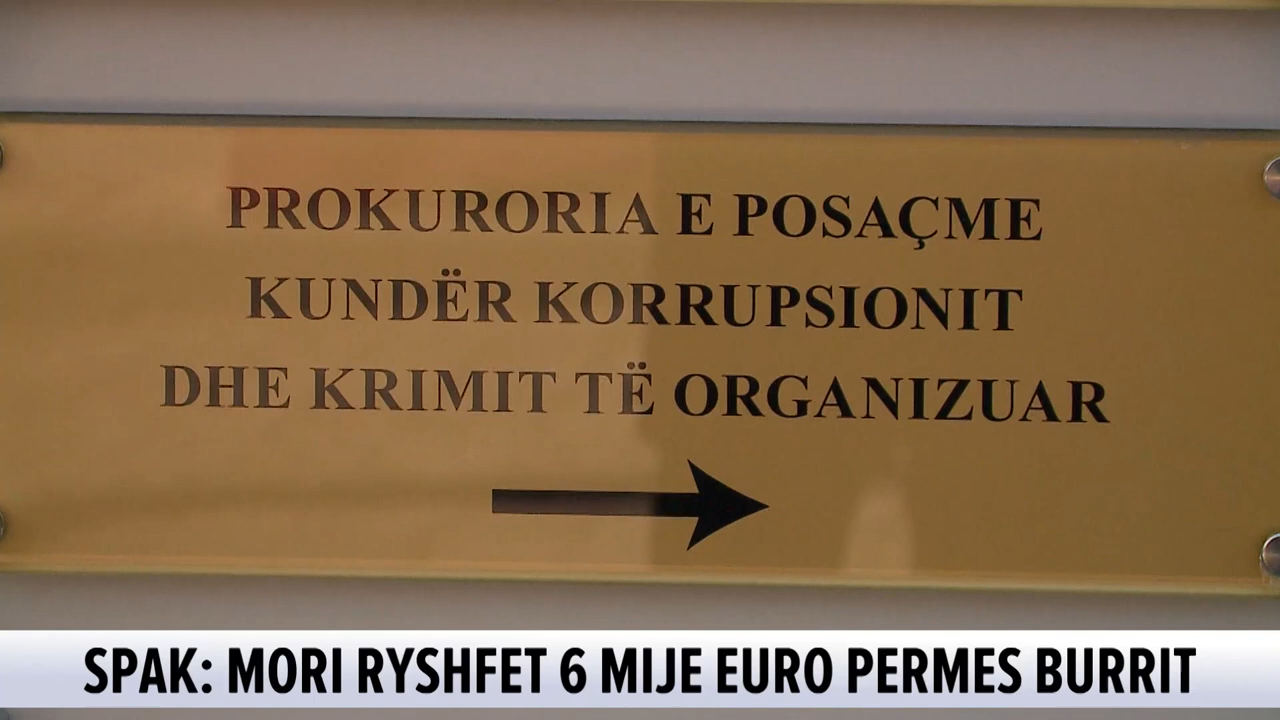 PROKURORIA E POSAÇME
KUNDËR KORRUPSIONIT
DHE KRIMIT TË ORGANIZUAR
SPAK: MORI RYSHFET 6 MIJE EURO PERMES BURRIT